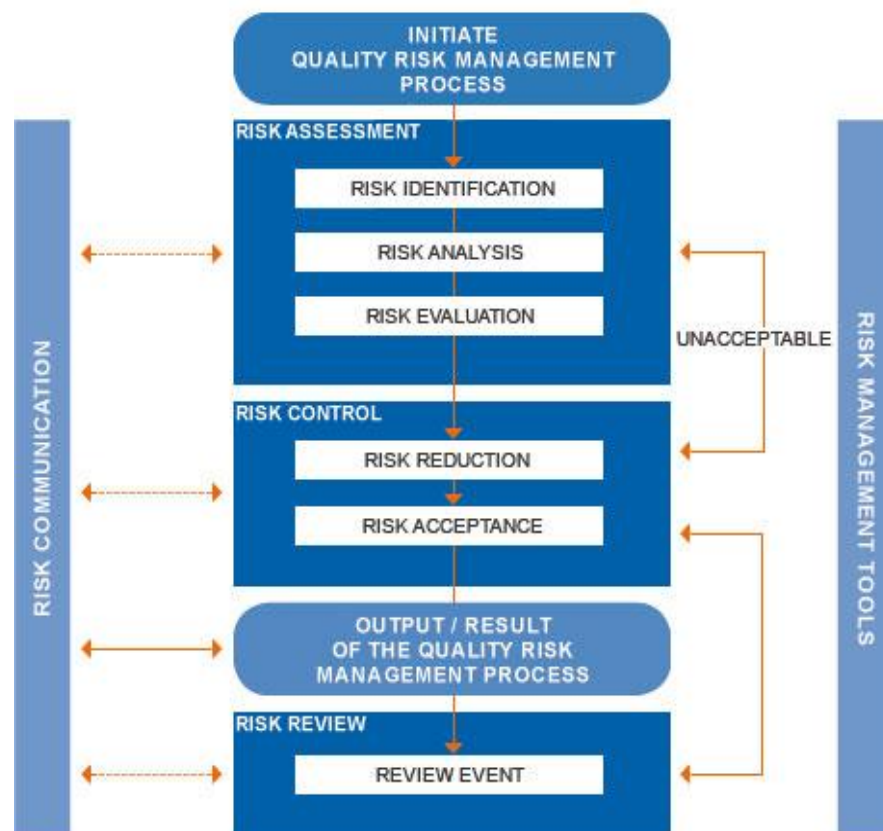 INITIATE
QUALITY RISK MANAGEMENT
PROCESS
RISK ASSESSMENT
RISK IDENTIFICATION
RISK ANALYSIS
RISK EVALUATION
UNACCEPTABLE
RISK CONTROL
RISK REDUCTION
RISK ACCEPTANCE
OUTPUT / RESULT
OF THE QUALITY RISK
MANAGEMENT PROCESS
RISK REVIEW
REVIEW EVENT
RISK COMMUNICATION
RISK MANAGEMENT TOOLS